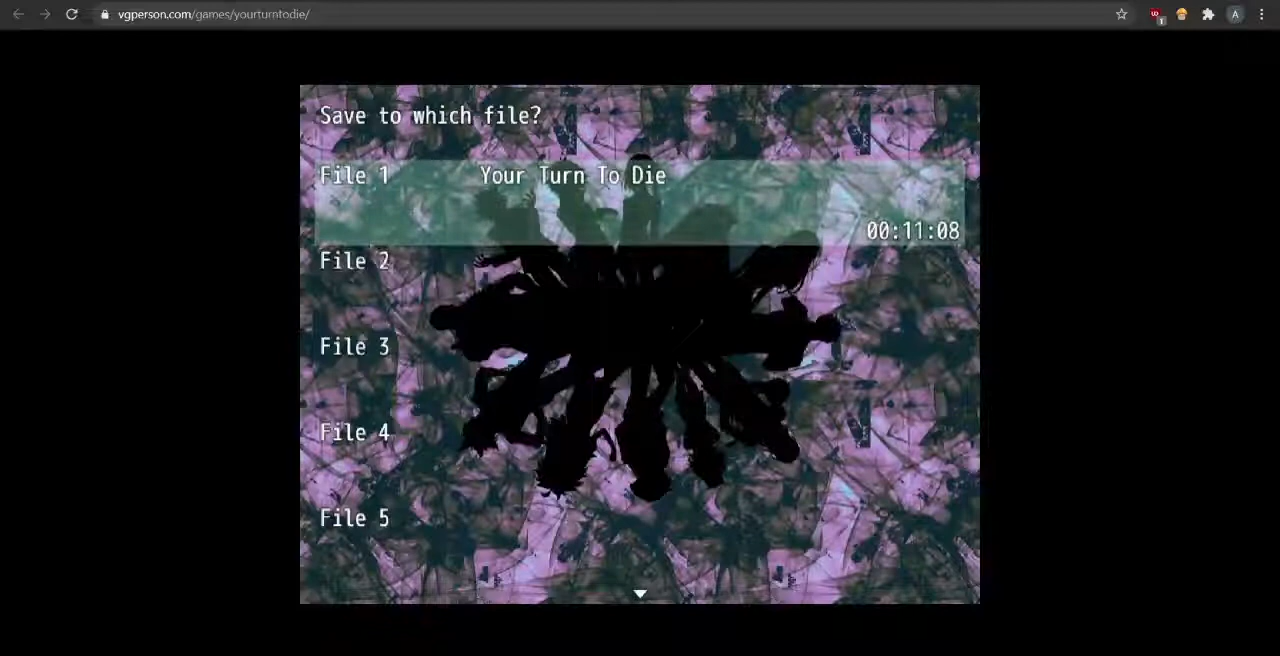 vgperson.com/games/yourturntodie/
1
A
Save to which file?
File 1 Your Turn To Die
00:11:08
File 2
File 3
File 4
File 5